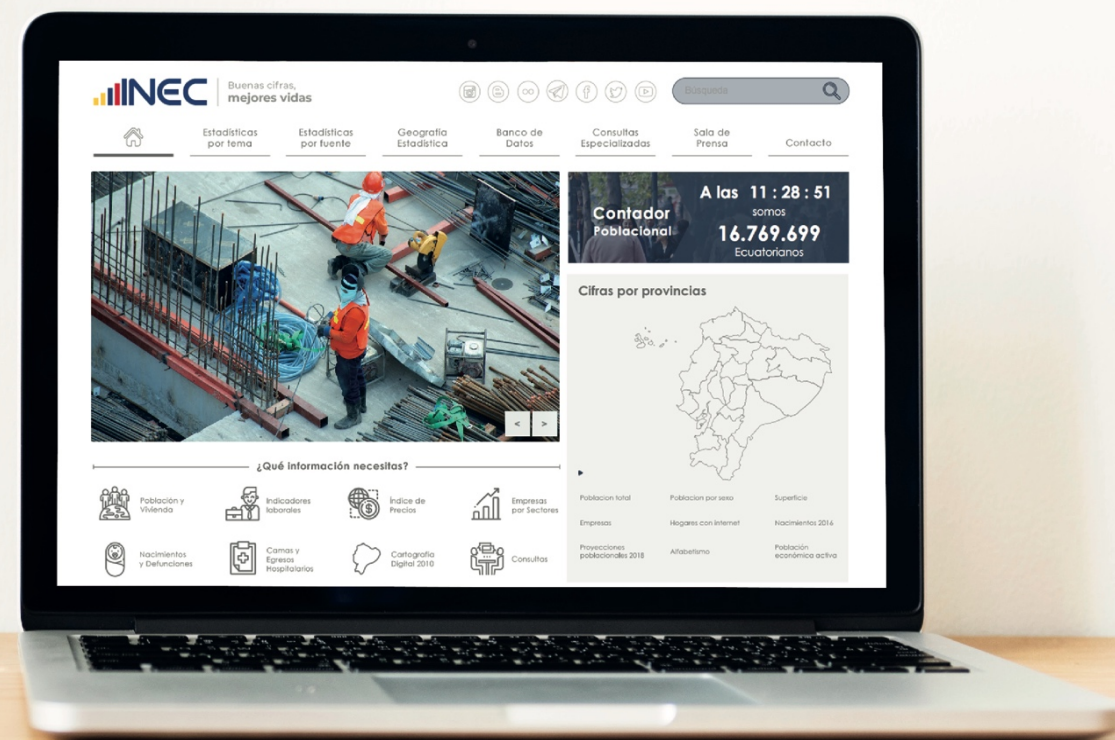 INEC
Buenas cifras,
mejores vidas
Búsqueda
Estadísticas
por tema
Estadísticas
por fuente
Geografía
Estadística
Banco de
Datos
Consultas
Especializadas
Sala de
Prensa
Contacto
Contador
Poblacional
A las 11 : 28 : 51
somos
16.769.699
Ecuatorianos
Cifras por provincias
< >
¿Qué información necesitas?
Población y
Vivienda
Indicadores
laborales
Índice de
Precios
Empresas
por Sectores
Nacimientos
y Defunciones
Camas y
Egresos
Hospitalarios
Cartografía
Digital 2010
Consultas
Poblacion total
Poblacion por sexo
Superficie
Empresas
Hogares con internet
Nacimientos 2016
Proyecciones
poblacionales 2018
Alfabetismo
Población
económica activa